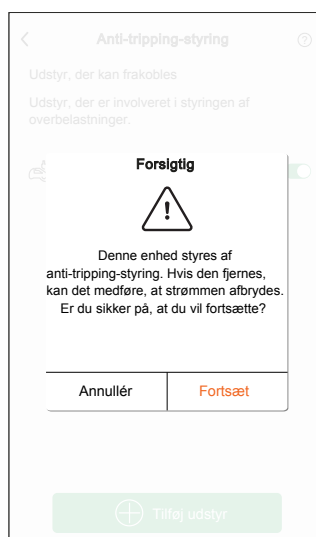 Anti-tripping-styring
Udstyr, der kan frakobles
Udstyr, der er involveret i styringen af
overbelastninger.
Forsigtig
Denne enhed styres af
anti-tripping-styring. Hvis den fjernes,
kan det medføre, at strømmen afbrydes.
Er du sikker på, at du vil fortsætte?
Annullér
Fortsæt
Tilføj udstyr